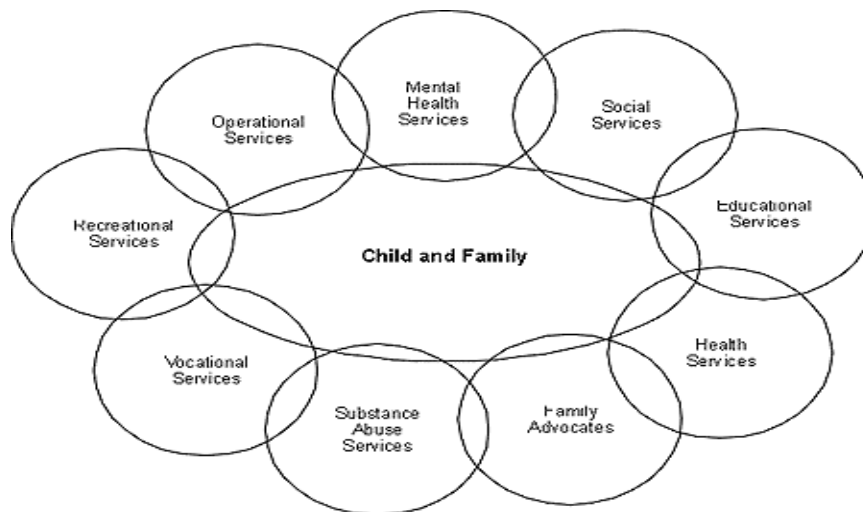 Mental
Health
Services
Operational
Services
Social
Services
Recreational
Services
Educational
Services
Child and Family
Vocational
Services
Health
Services
Substance
Abuse
Services
Family
Advocates